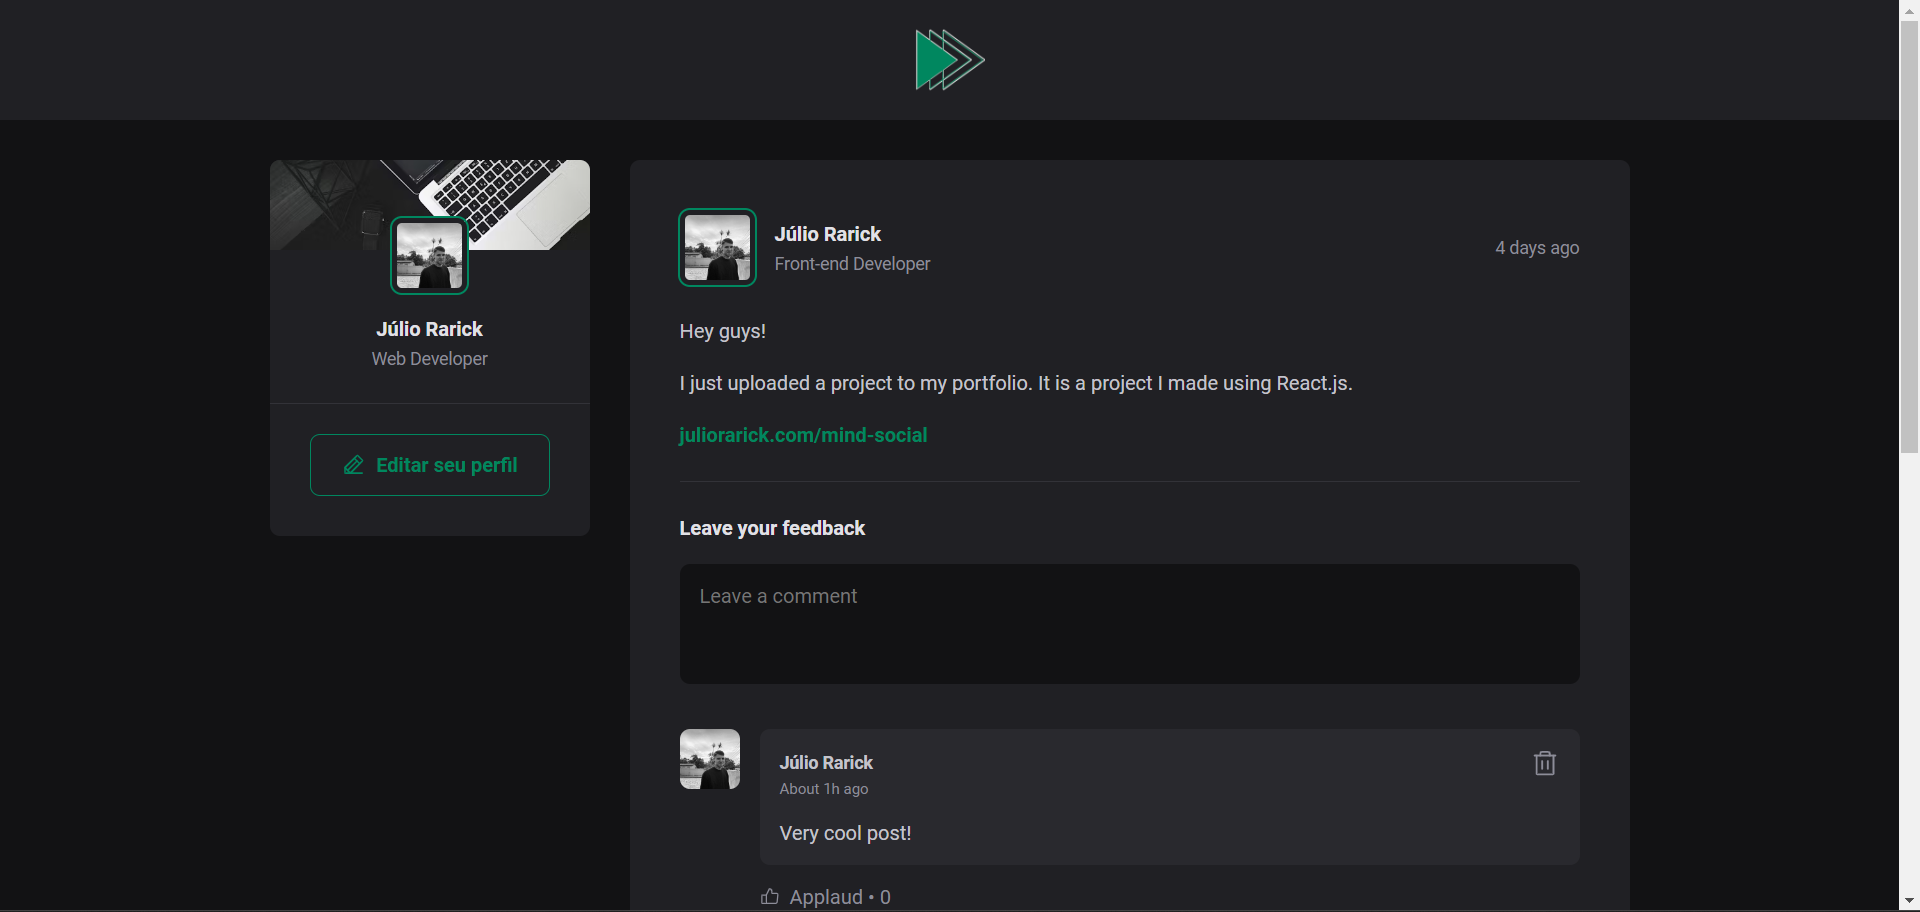 Júlio Rarick
Web Developer
Editar seu perfil
Júlio Rarick
Front-end Developer
4 days ago
Hey guys!
I just uploaded a project to my portfolio. It is a project I made using React.js.
juliorarick.com/mind-social
Leave your feedback
Leave a comment
Júlio Rarick
About 1h ago
Very cool post!
Applaud • 0